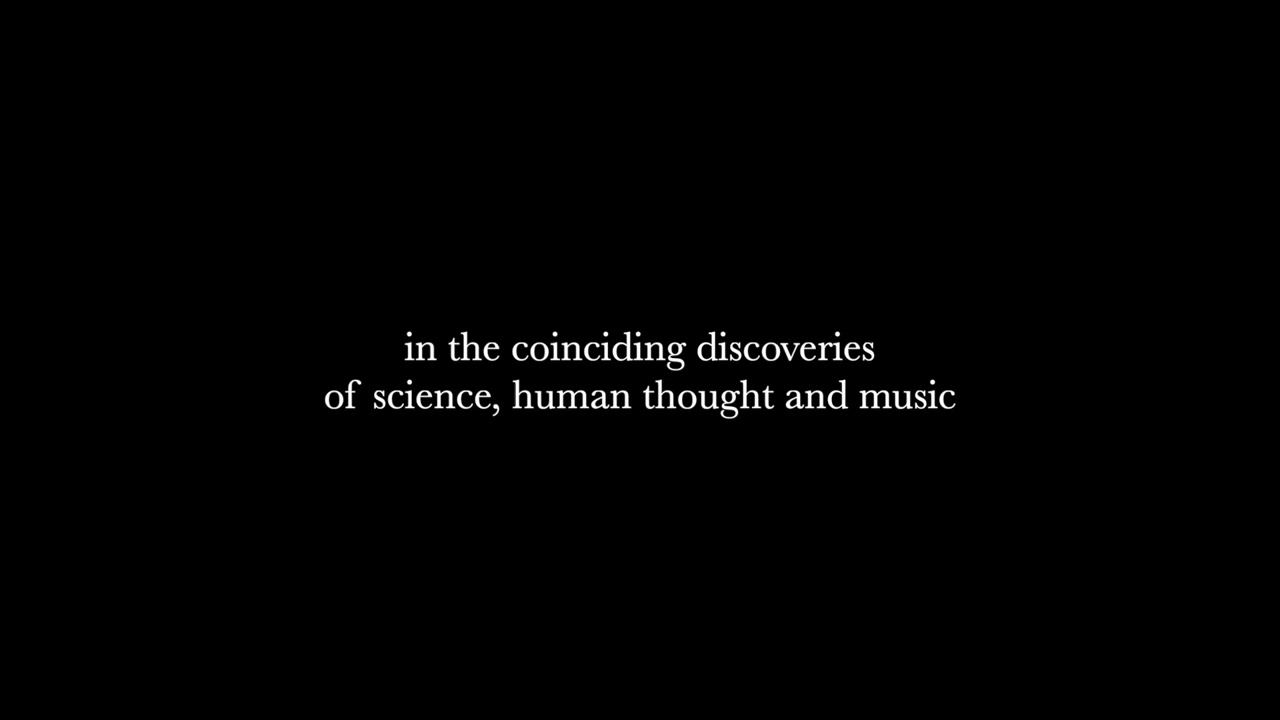 in the coinciding discoveries
of science, human thought and music